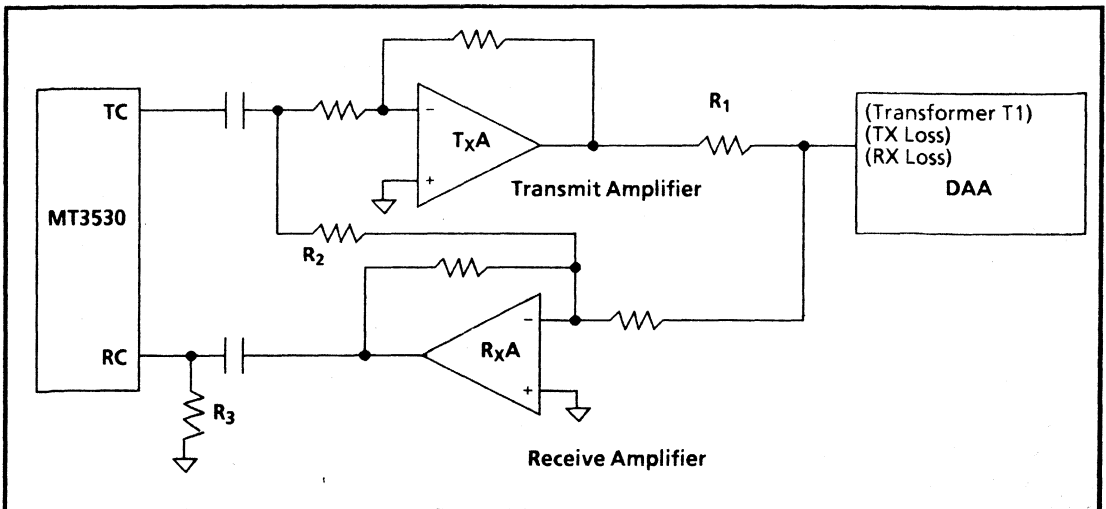 TC
R1
(Transformer T1)
(TX Loss)
(RX Loss)
DAA
−
TXA
+
Transmit Amplifier
MT3530
R2
−
RXA
+
RC
R3
Receive Amplifier